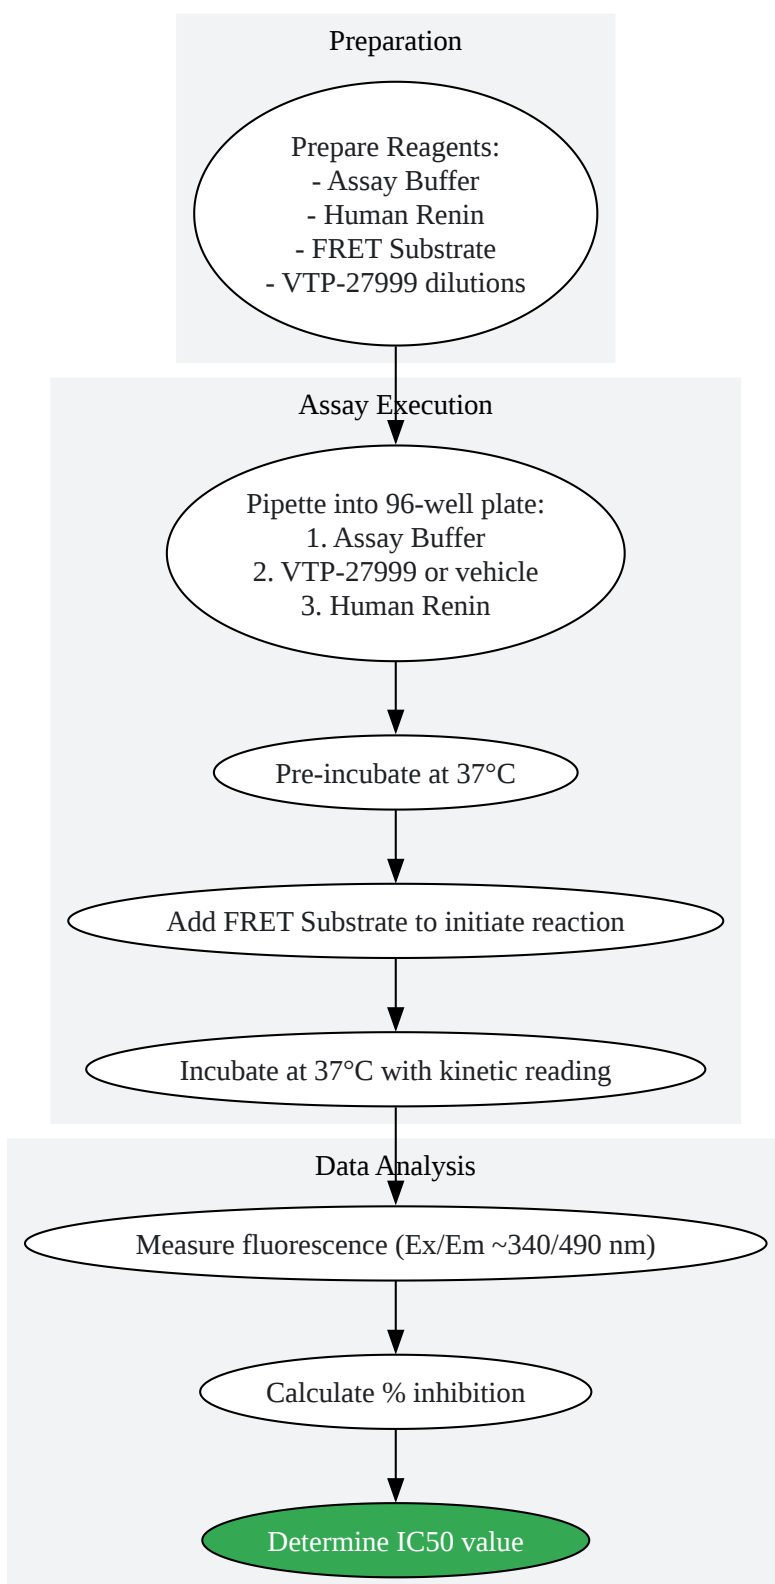 Preparation
Prepare Reagents:
- Assay Buffer
- Human Renin
- FRET Substrate
- VTP-27999 dilutions
Assay Execution
Pipette into 96-well plate:
1. Assay Buffer
2. VTP-27999 or vehicle
3. Human Renin
Pre-incubate at 37°C
Add FRET Substrate to initiate reaction
Incubate at 37°C with kinetic reading
Data Analysis
Measure fluorescence (Ex/Em ~340/490 nm)
Calculate % inhibition
Determine IC50 value